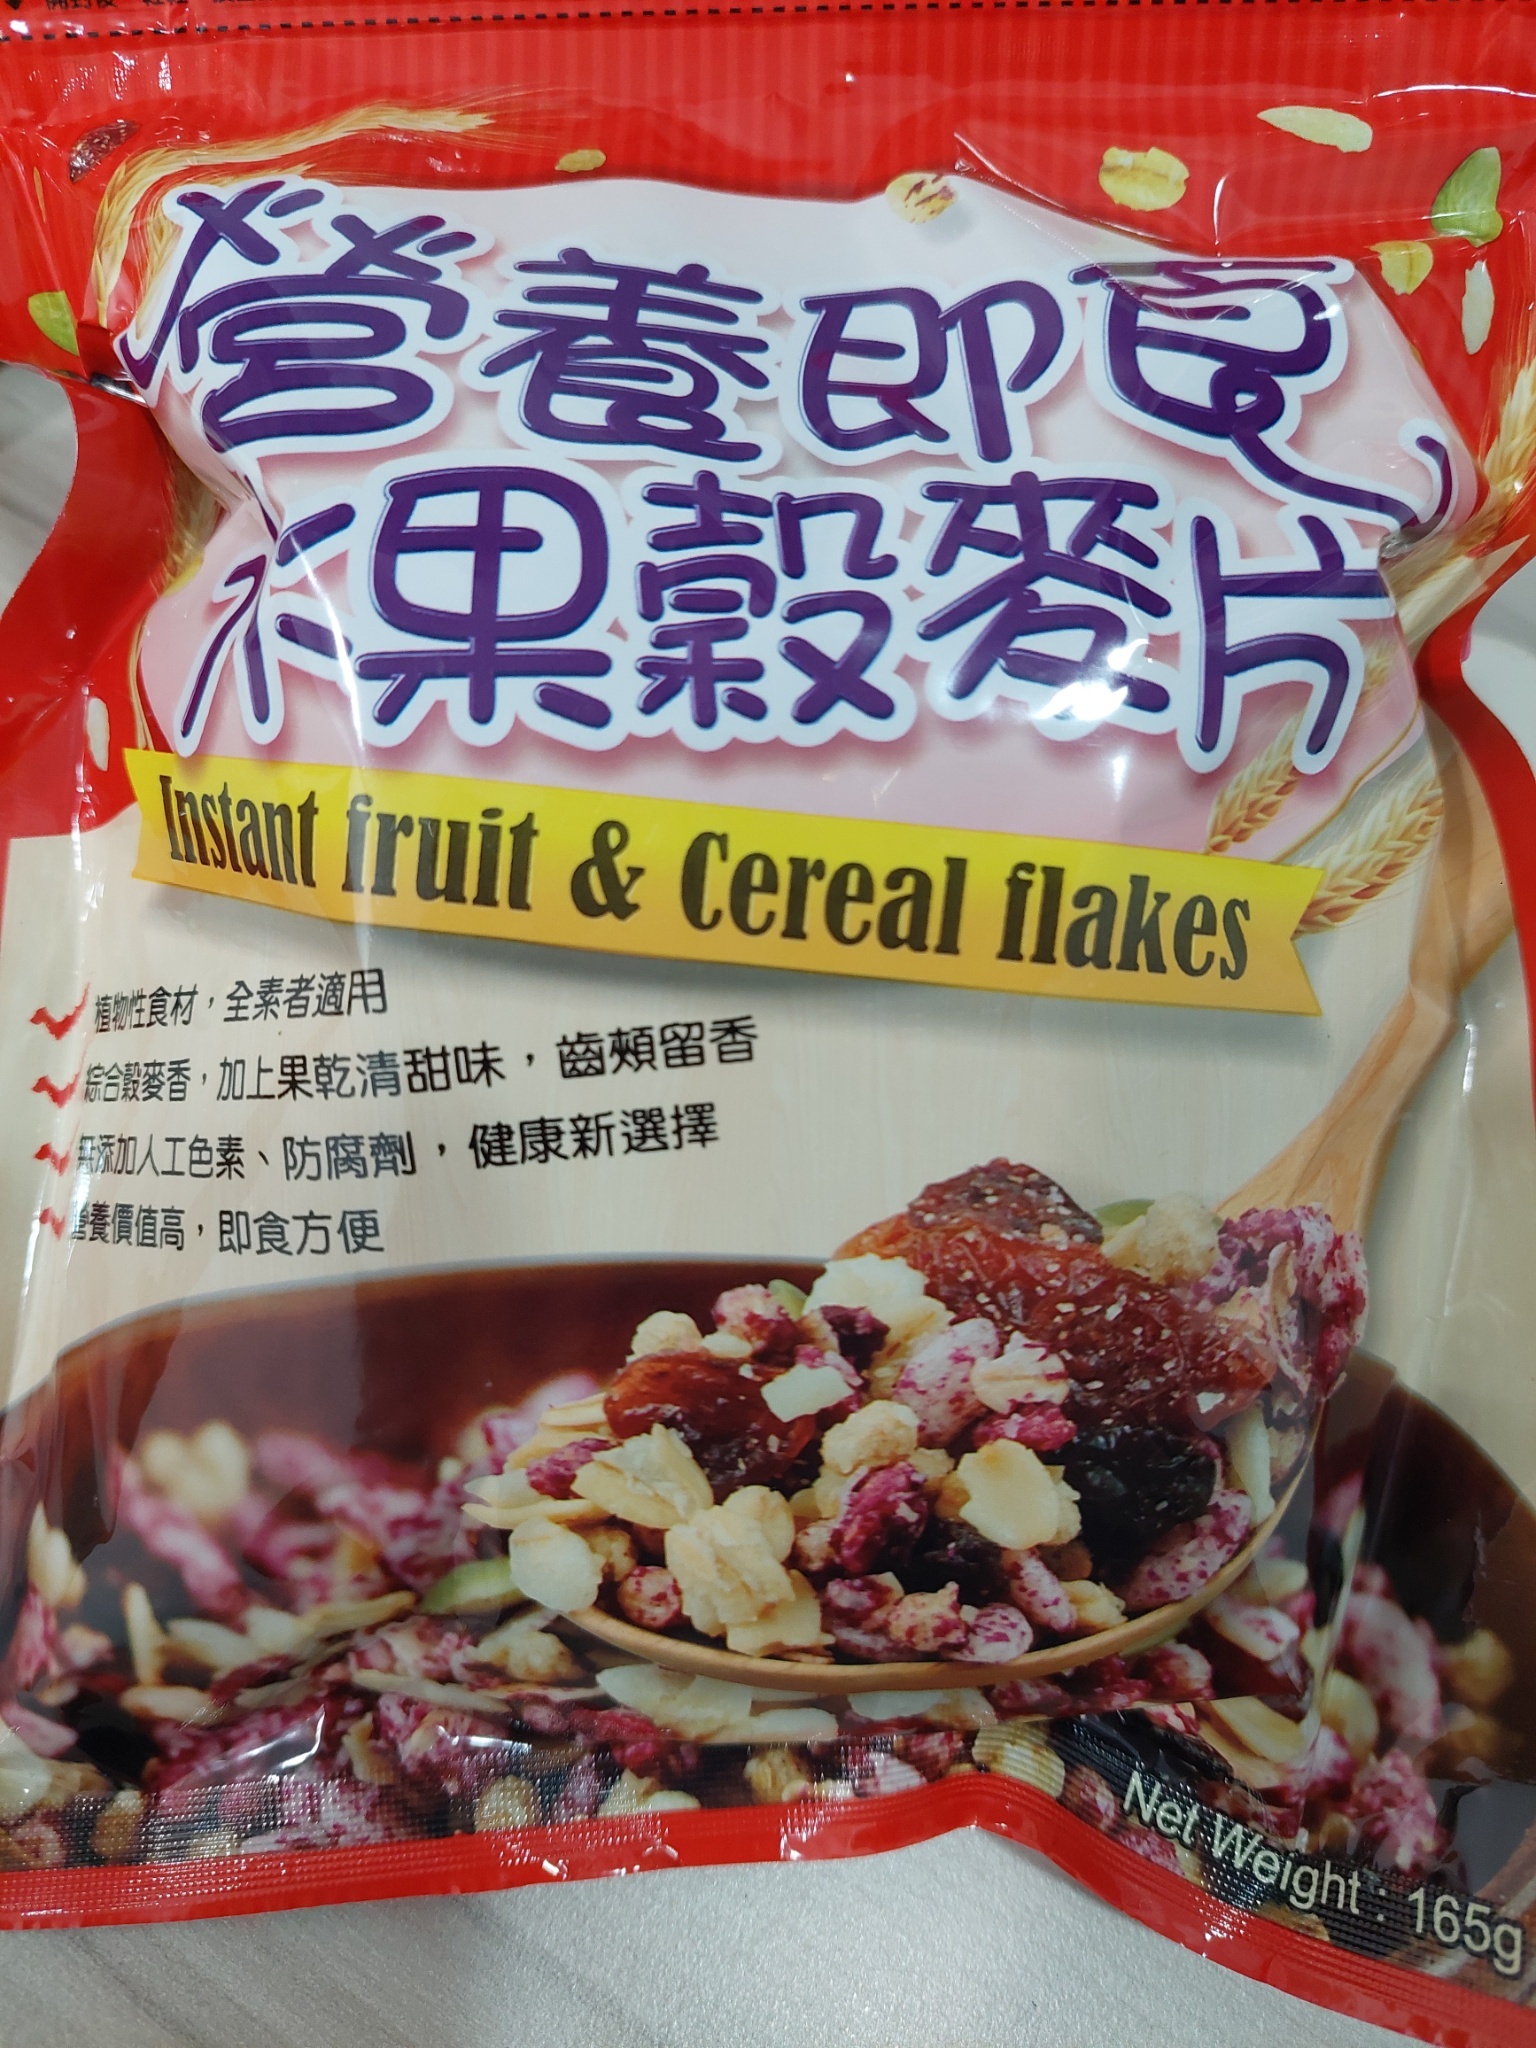 營養即食
水果穀麥片
Instant fruit & Cereal flakes
植物性食材，全素者適用
綜合穀麥香，加上果乾清甜味，齒頰留香
無添加人工色素、防腐劑，健康新選擇
營養價值高，即食方便
Net Weight : 165g